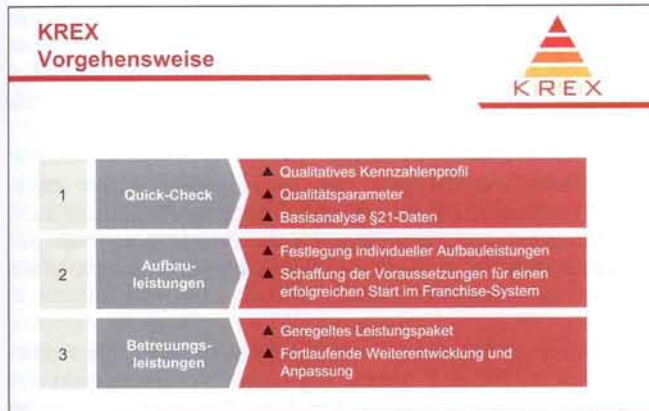 KREX
Vorgehensweise
KREX
1
Quick-Check
▲ Qualitatives Kennzahlenprofil
▲ Qualitätsparameter
▲ Basisanalyse §21-Daten
2
Aufbau-
leistungen
▲ Festlegung individueller Aufbauleistungen
▲ Schaffung der Voraussetzungen für einen
erfolgreichen Start im Franchise-System
3
Betreuungs-
leistungen
▲ Geregeltes Leistungspaket
▲ Fortlaufende Weiterentwicklung und
Anpassung